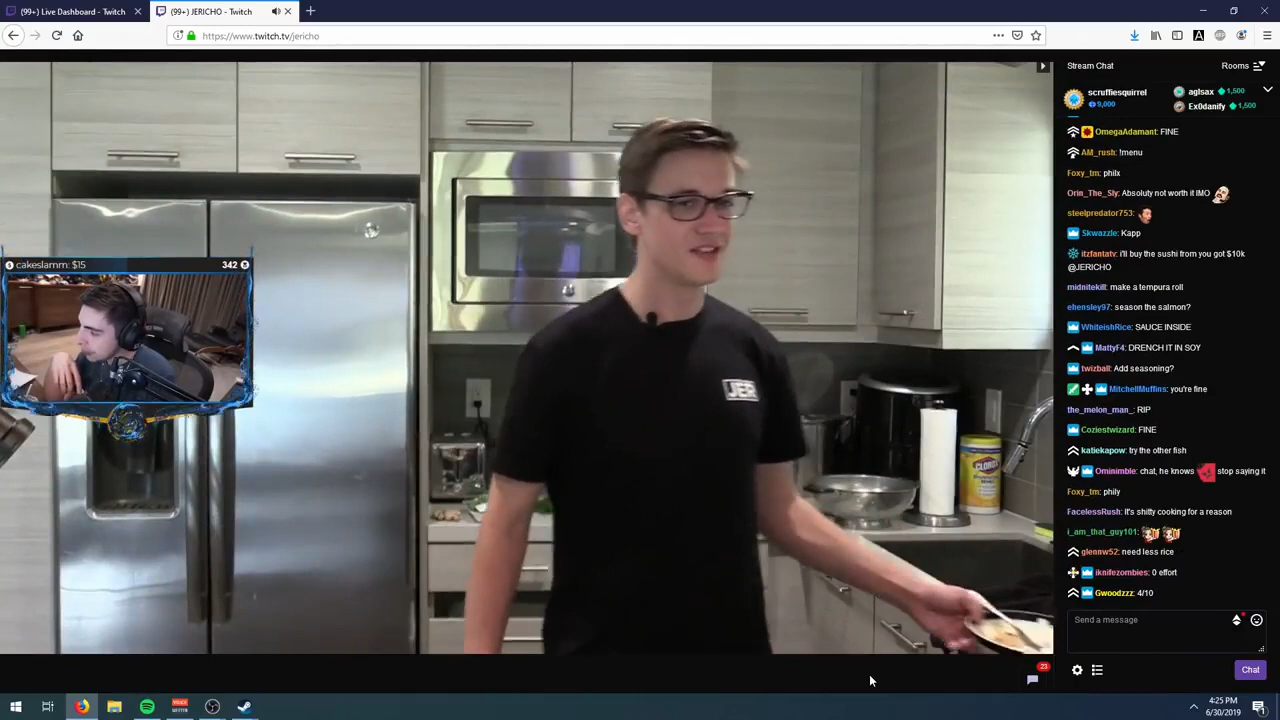 (99+) Live Dashboard - Twitch
(99+) JERICHO - Twitch
https://www.twitch.tv/jericho
Stream Chat
Rooms
scruffiesquirrel
9,000
aglsax 1,500
Ex0danify 1,500
OmegaAdamant: FINE
AM_rush: !menu
Foxy_tm: philx
Orin_The_Sly: Absoluty not worth it IMO
steelpredator753:
Skwazzle: Kapp
itzfantatv: i'll buy the sushi from you got $10k
@JERICHO
midnitekill: make a tempura roll
ehensley97: season the salmon?
WhiteishRice: SAUCE INSIDE
MattyF4: DRENCH IT IN SOY
twizball: Add seasoning?
MitchellMuffins: you're fine
the_melon_man_: RIP
Coziestwizard: FINE
katiekapow: try the other fish
Ominimble: chat, he knows stop saying it
Foxy_tm: phily
FacelessRush: It's shitty cooking for a reason
i_am_that_guy101:
glennw52: need less rice
iknifezombies: 0 effort
Gwoodzzz: 4/10
Send a message
Chat
23
cakeslamm: $15
342
JER
CLOROX
4:25 PM
6/30/2019